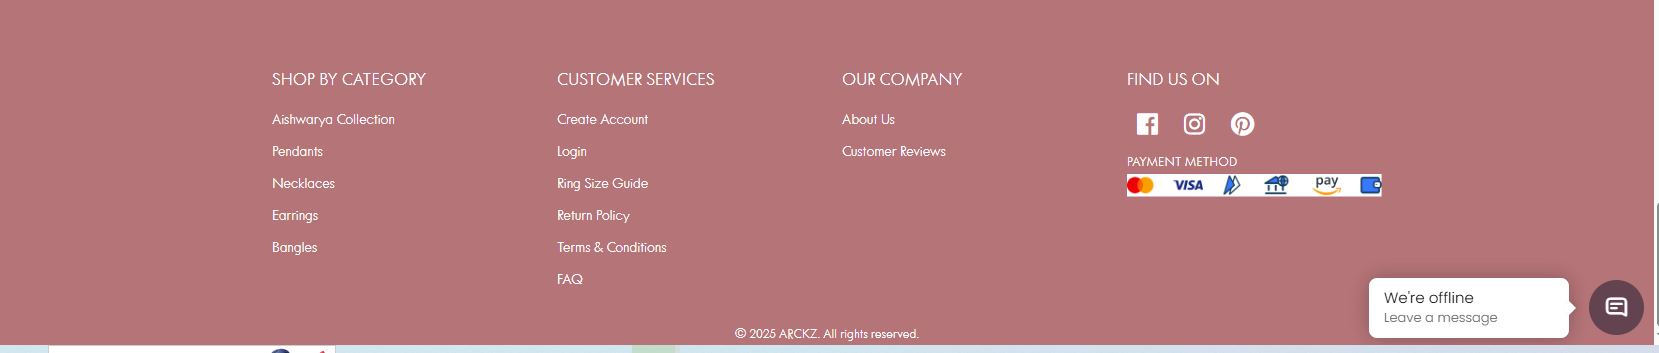 SHOP BY CATEGORY
Aishwarya Collection
Pendants
Necklaces
Earrings
Bangles
CUSTOMER SERVICES
Create Account
Login
Ring Size Guide
Return Policy
Terms & Conditions
FAQ
OUR COMPANY
About Us
Customer Reviews
FIND US ON
PAYMENT METHOD
VISA
pay
We're offline
Leave a message
© 2025 ARCKZ. All rights reserved.